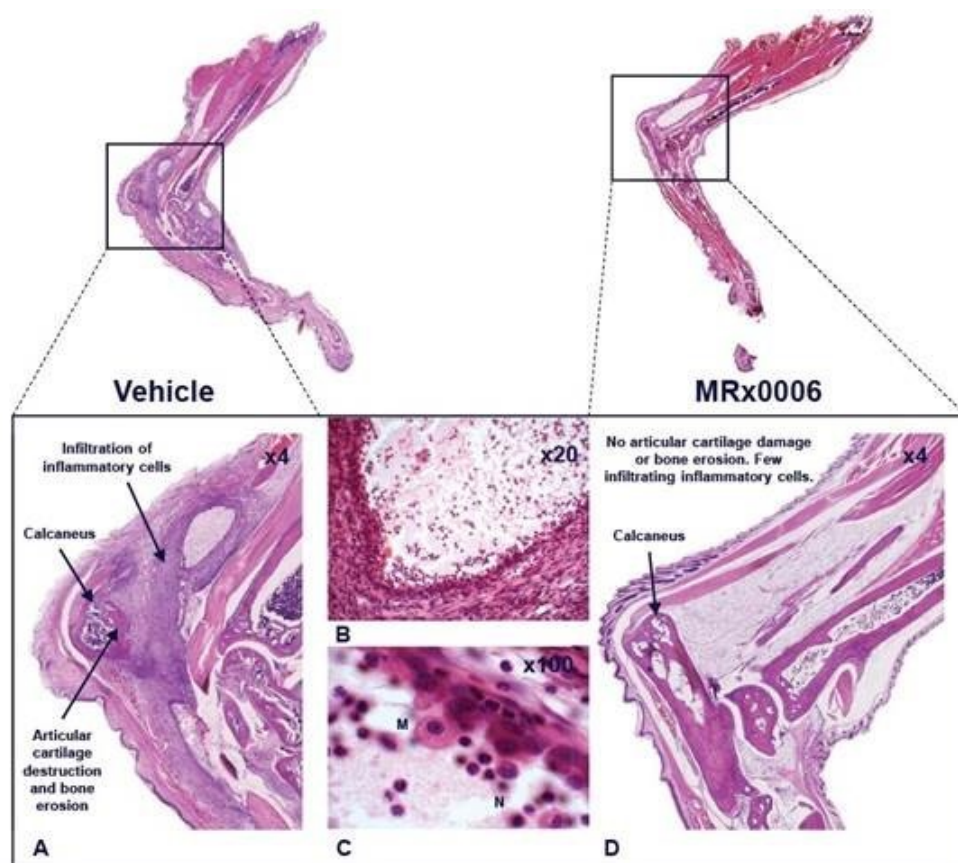 Vehicle
MRx0006
Infiltration of
inflammatory cells
x4
Calcaneus
Articular
cartilage
destruction
and bone
erosion
A
x20
B
x100
M
N
C
No articular cartilage damage
or bone erosion. Few
infiltrating inflammatory cells.
x4
Calcaneus
D